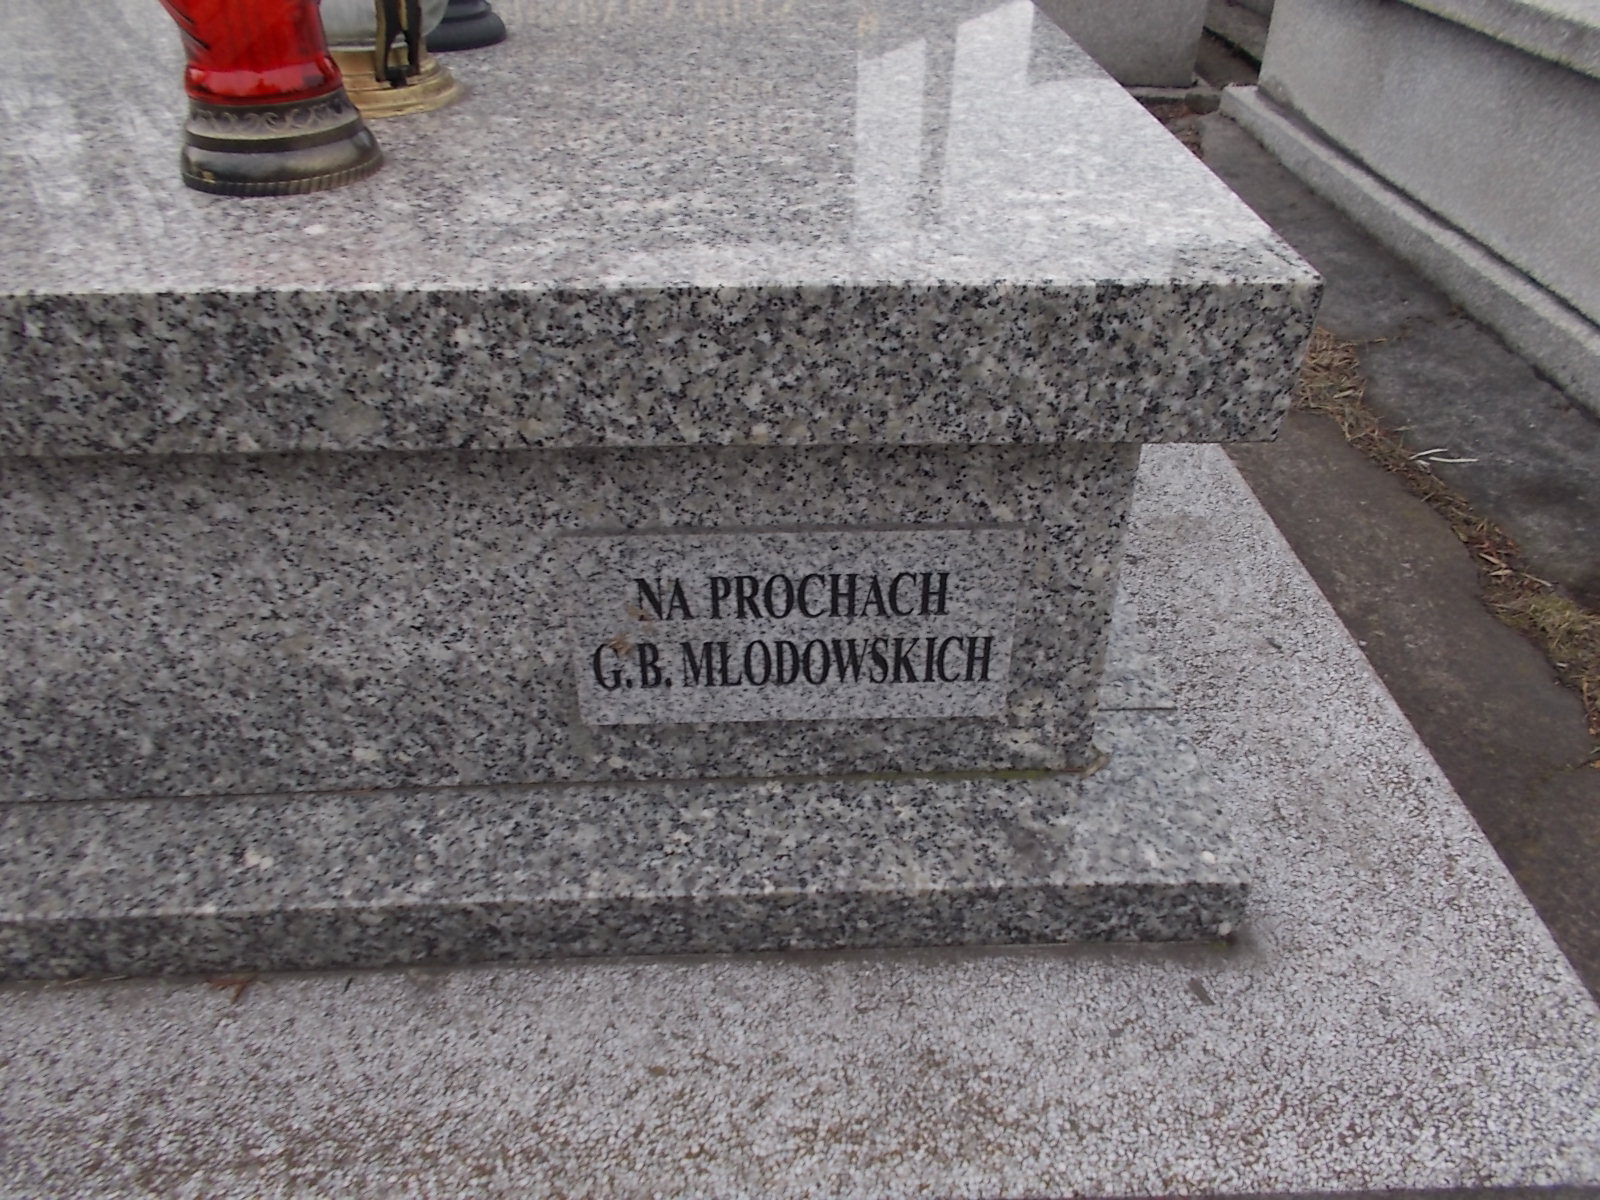 NA PROCHACH
G.B. MŁODOWSKICH